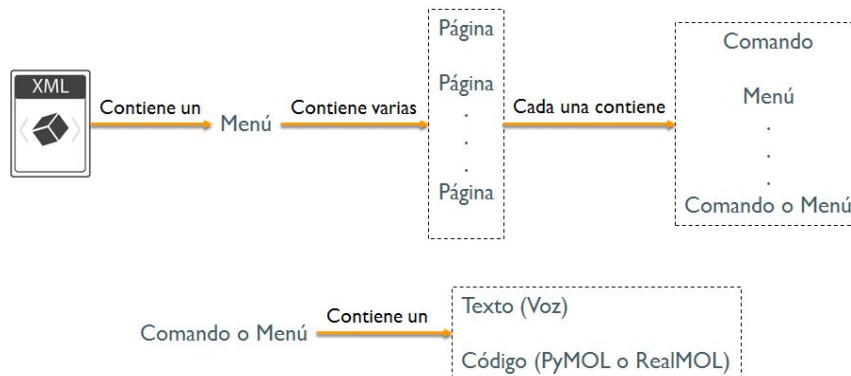 XML
Contiene un
Menú
Contiene varias
Página
Página
.
.
.
Página
Cada una contiene
Comando
Menú
.
.
.
Comando o Menú
Comando o Menú
Contiene un
Texto (Voz)
Código (PyMOL o RealMOL)